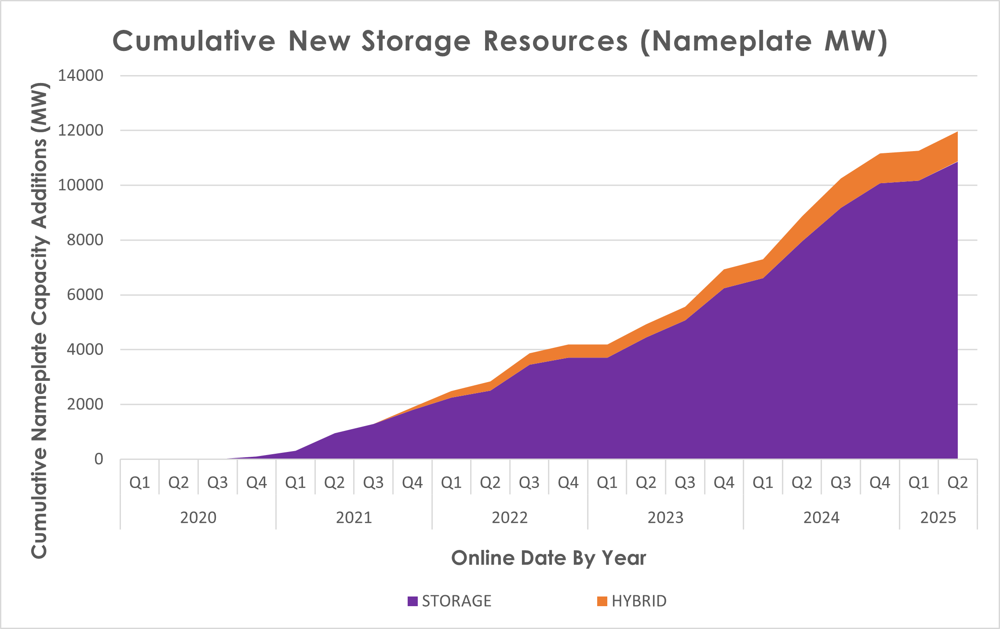 Cumulative New Storage Resources (Nameplate MW)
Cumulative Nameplate Capacity Additions (MW)
14000
12000
10000
8000
6000
4000
2000
0
Q1 Q2 Q3 Q4 Q1 Q2 Q3 Q4 Q1 Q2 Q3 Q4 Q1 Q2 Q3 Q4 Q1 Q2 Q3 Q4 Q1 Q2
2020 2021 2022 2023 2024 2025
Online Date By Year
STORAGE HYBRID